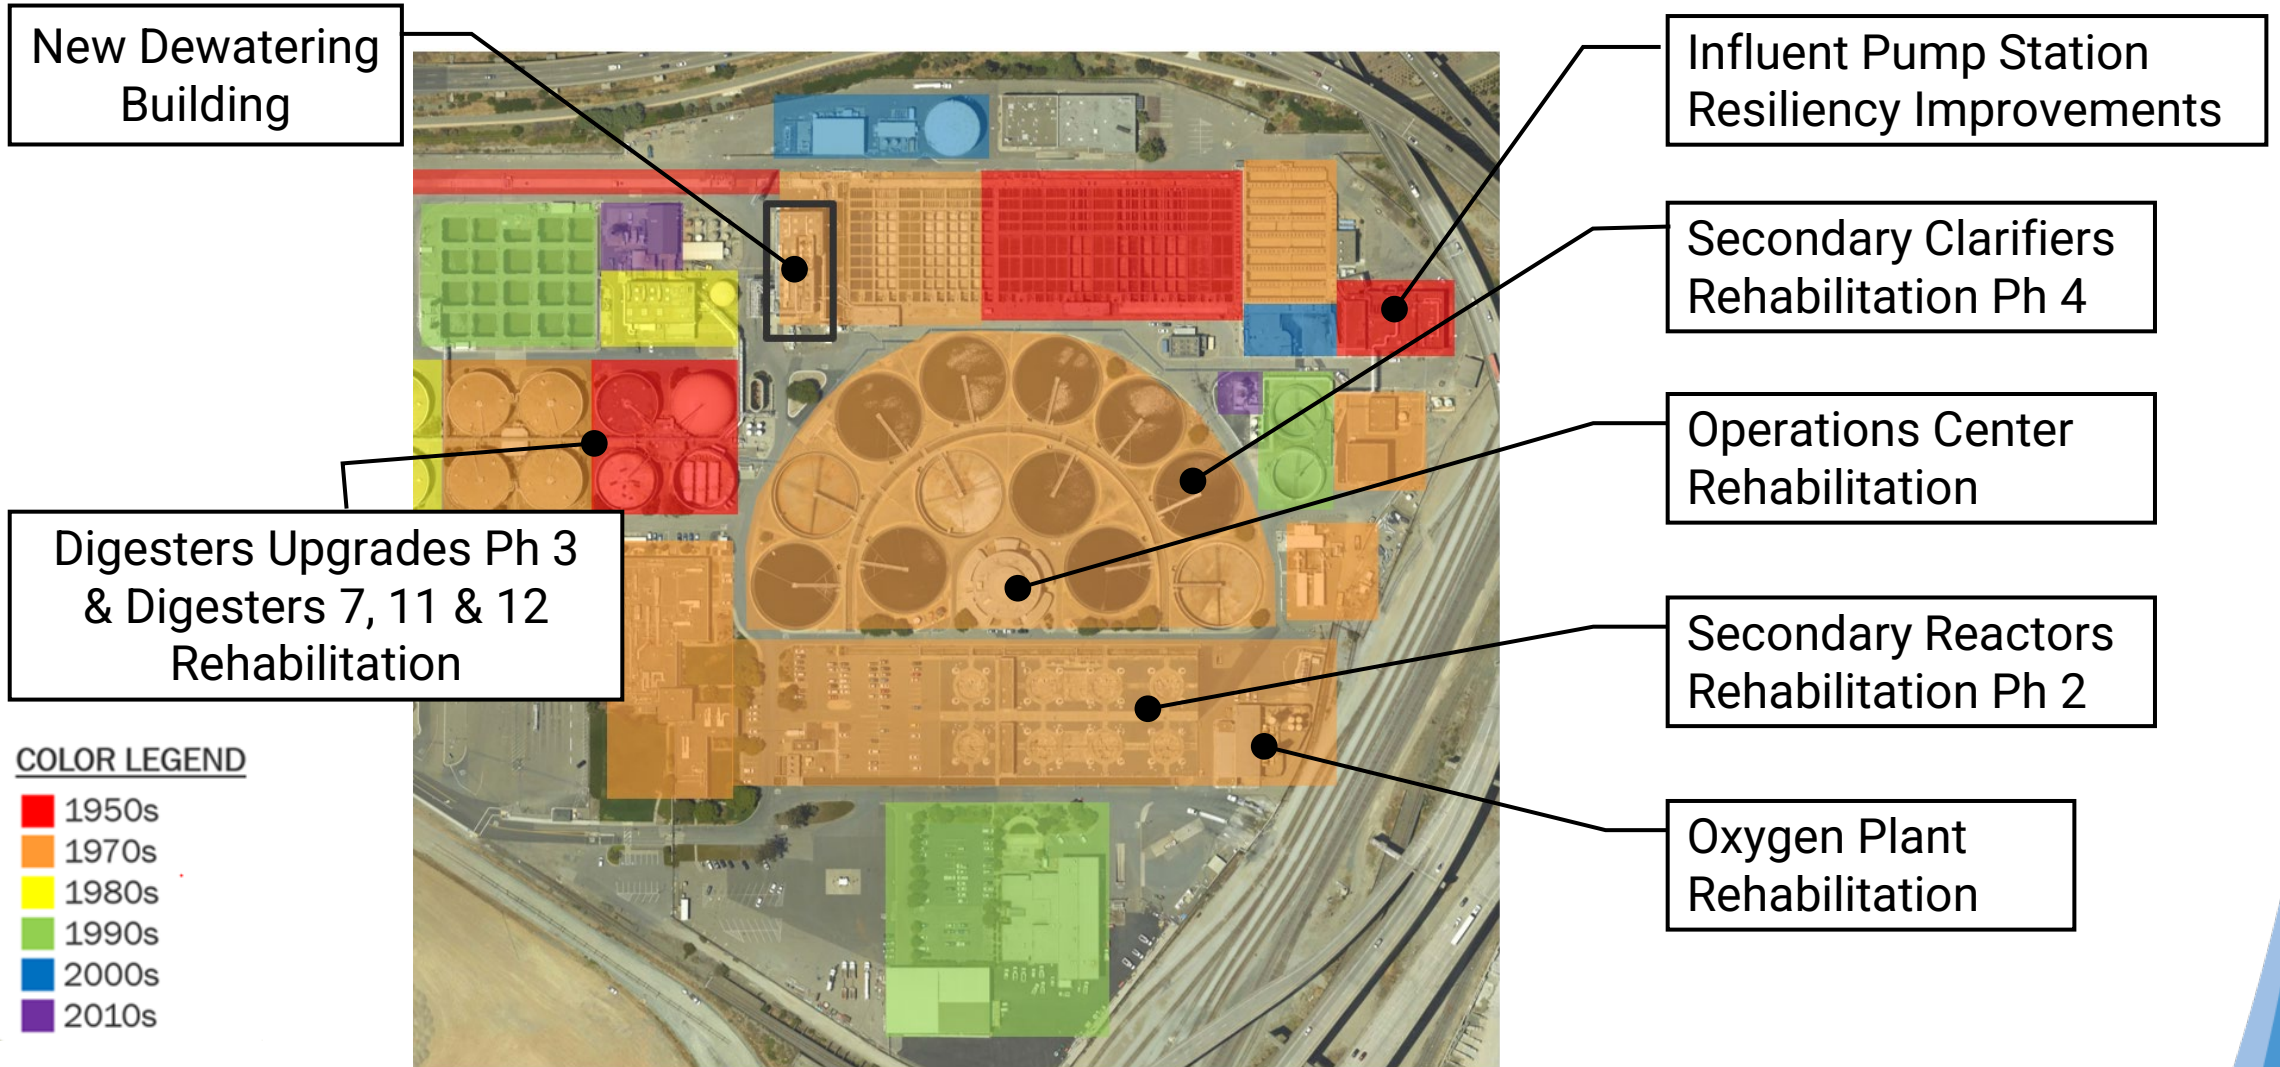 New Dewatering
Building
Influent Pump Station
Resiliency Improvements
Secondary Clarifiers
Rehabilitation Ph 4
Operations Center
Rehabilitation
Digesters Upgrades Ph 3
& Digesters 7, 11 & 12
Rehabilitation
Secondary Reactors
Rehabilitation Ph 2
Oxygen Plant
Rehabilitation
COLOR LEGEND
1950s
1970s
1980s
1990s
2000s
2010s